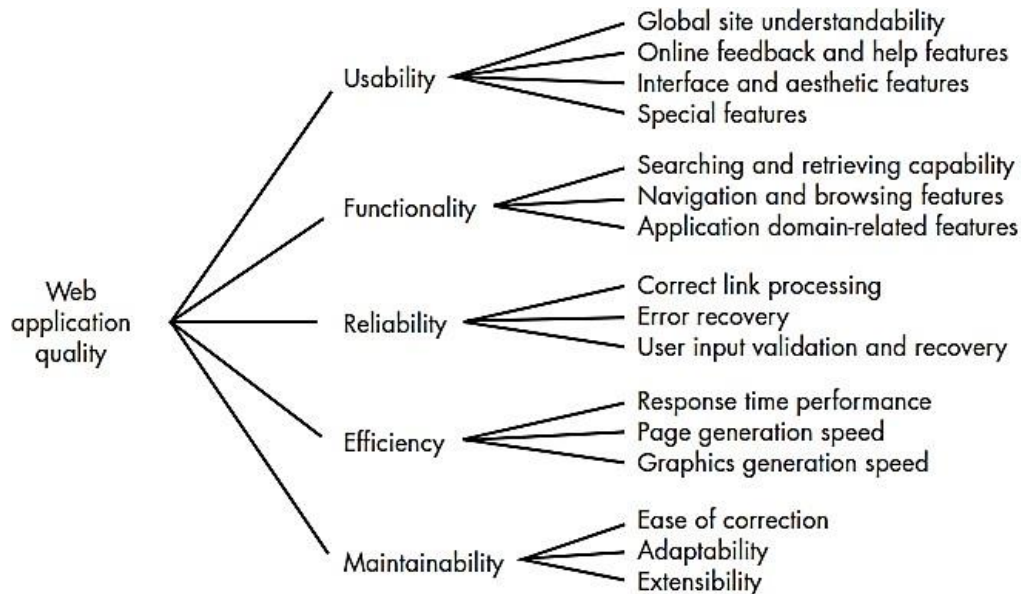 Web
application
quality
Usability
Global site understandability
Online feedback and help features
Interface and aesthetic features
Special features
Functionality
Searching and retrieving capability
Navigation and browsing features
Application domain-related features
Reliability
Correct link processing
Error recovery
User input validation and recovery
Efficiency
Response time performance
Page generation speed
Graphics generation speed
Maintainability
Ease of correction
Adaptability
Extensibility